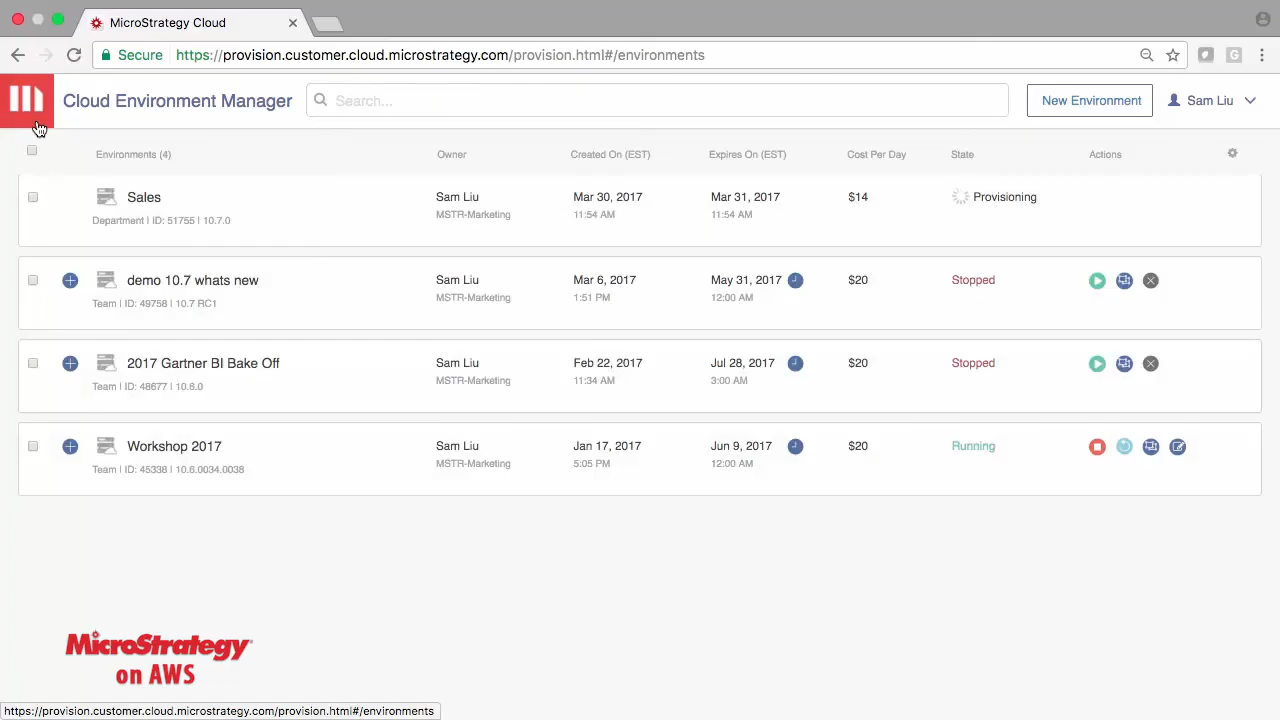 MicroStrategy Cloud
Secure https://provision.customer.cloud.microstrategy.com/provision.html#/environments
Cloud Environment Manager Search... New Environment Sam Liu
Environments (4) Owner Created On (EST) Expires On (EST) Cost Per Day State Actions
Sales Sam Liu Mar 30, 2017 Mar 31, 2017 $14 Provisioning
Department | ID: 51755 | 10.7.0 MSTR-Marketing 11:54 AM 11:54 AM
demo 10.7 whats new Sam Liu Mar 6, 2017 May 31, 2017 $20 Stopped
Team | ID: 49758 | 10.7 RC1 MSTR-Marketing 1:51 PM 12:00 AM
2017 Gartner BI Bake Off Sam Liu Feb 22, 2017 Jul 28, 2017 $20 Stopped
Team | ID: 48677 | 10.6.0 MSTR-Marketing 11:34 AM 3:00 AM
Workshop 2017 Sam Liu Jan 17, 2017 Jun 9, 2017 $20 Running
Team | ID: 45338 | 10.6.0034.0038 MSTR-Marketing 5:05 PM 12:00 AM
MicroStrategy
on AWS
https://provision.customer.cloud.microstrategy.com/provision.html#/environments